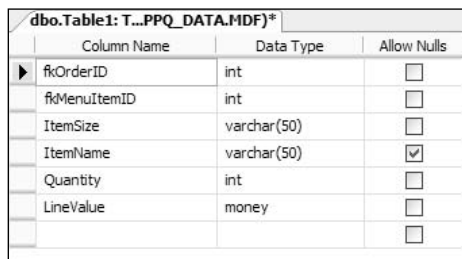 dbo.Table1: T...PPQ_DATA.MDF)*
Column Name Data Type Allow Nulls
fkOrderID int
fkMenuItemID int
ItemSize varchar(50)
ItemName varchar(50)
Quantity int
LineValue money